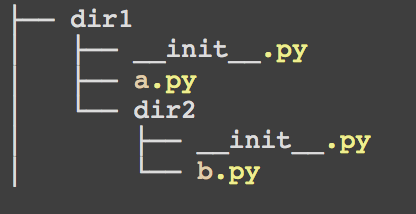 ├── dir1
│   ├── __init__.py
│   ├── a.py
│   └── dir2
│       ├── __init__.py
│       └── b.py